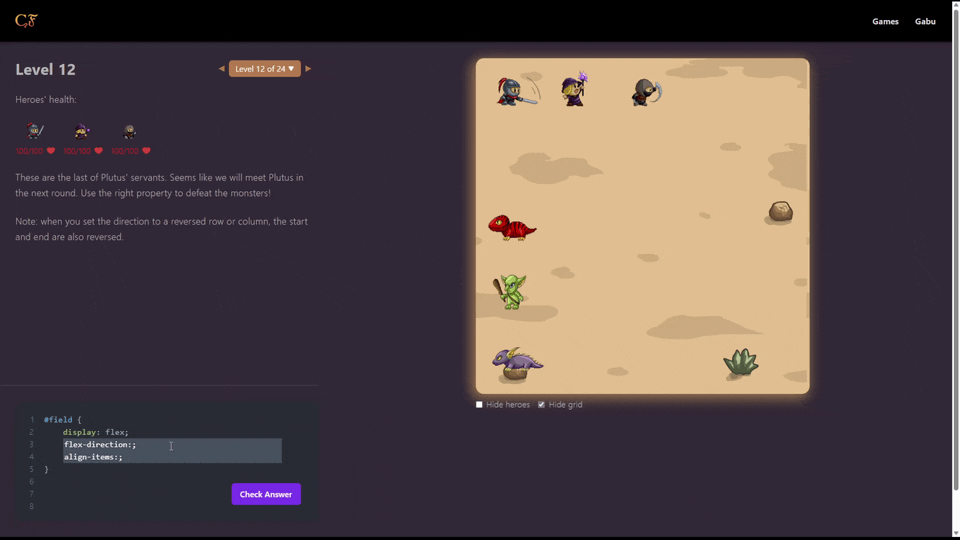 CF
Games
Gabu
Level 12
◀ Level 12 of 24 ▼ ▶
Heroes' health:
100/100
100/100
100/100
These are the last of Plutus' servants. Seems like we will meet Plutus in
the next round. Use the right property to defeat the monsters!
Note: when you set the direction to a reversed row or column, the start
and end are also reversed.
Hide heroes
Hide grid
1 #field {
2 display: flex;
3 flex-direction:;
4 align-items:;
5 }
6
7
8
Check Answer